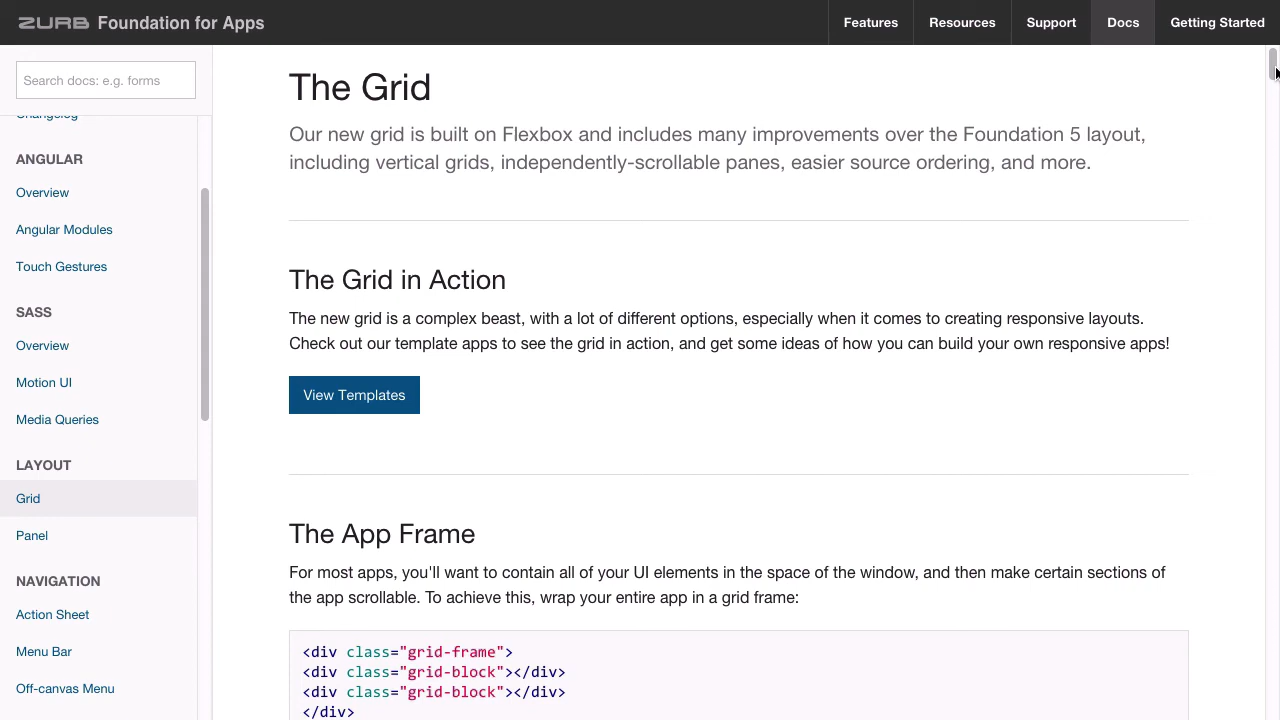 ZURB Foundation for Apps
Features
Resources
Support
Docs
Getting Started
Search docs: e.g. forms
Changelog
ANGULAR
Overview
Angular Modules
Touch Gestures
SASS
Overview
Motion UI
Media Queries
LAYOUT
Grid
Panel
NAVIGATION
Action Sheet
Menu Bar
Off-canvas Menu
The Grid
Our new grid is built on Flexbox and includes many improvements over the Foundation 5 layout,
including vertical grids, independently-scrollable panes, easier source ordering, and more.
The Grid in Action
The new grid is a complex beast, with a lot of different options, especially when it comes to creating responsive layouts.
Check out our template apps to see the grid in action, and get some ideas of how you can build your own responsive apps!
View Templates
The App Frame
For most apps, you'll want to contain all of your UI elements in the space of the window, and then make certain sections of
the app scrollable. To achieve this, wrap your entire app in a grid frame:
<div class="grid-frame">
<div class="grid-block"></div>
<div class="grid-block"></div>
</div>